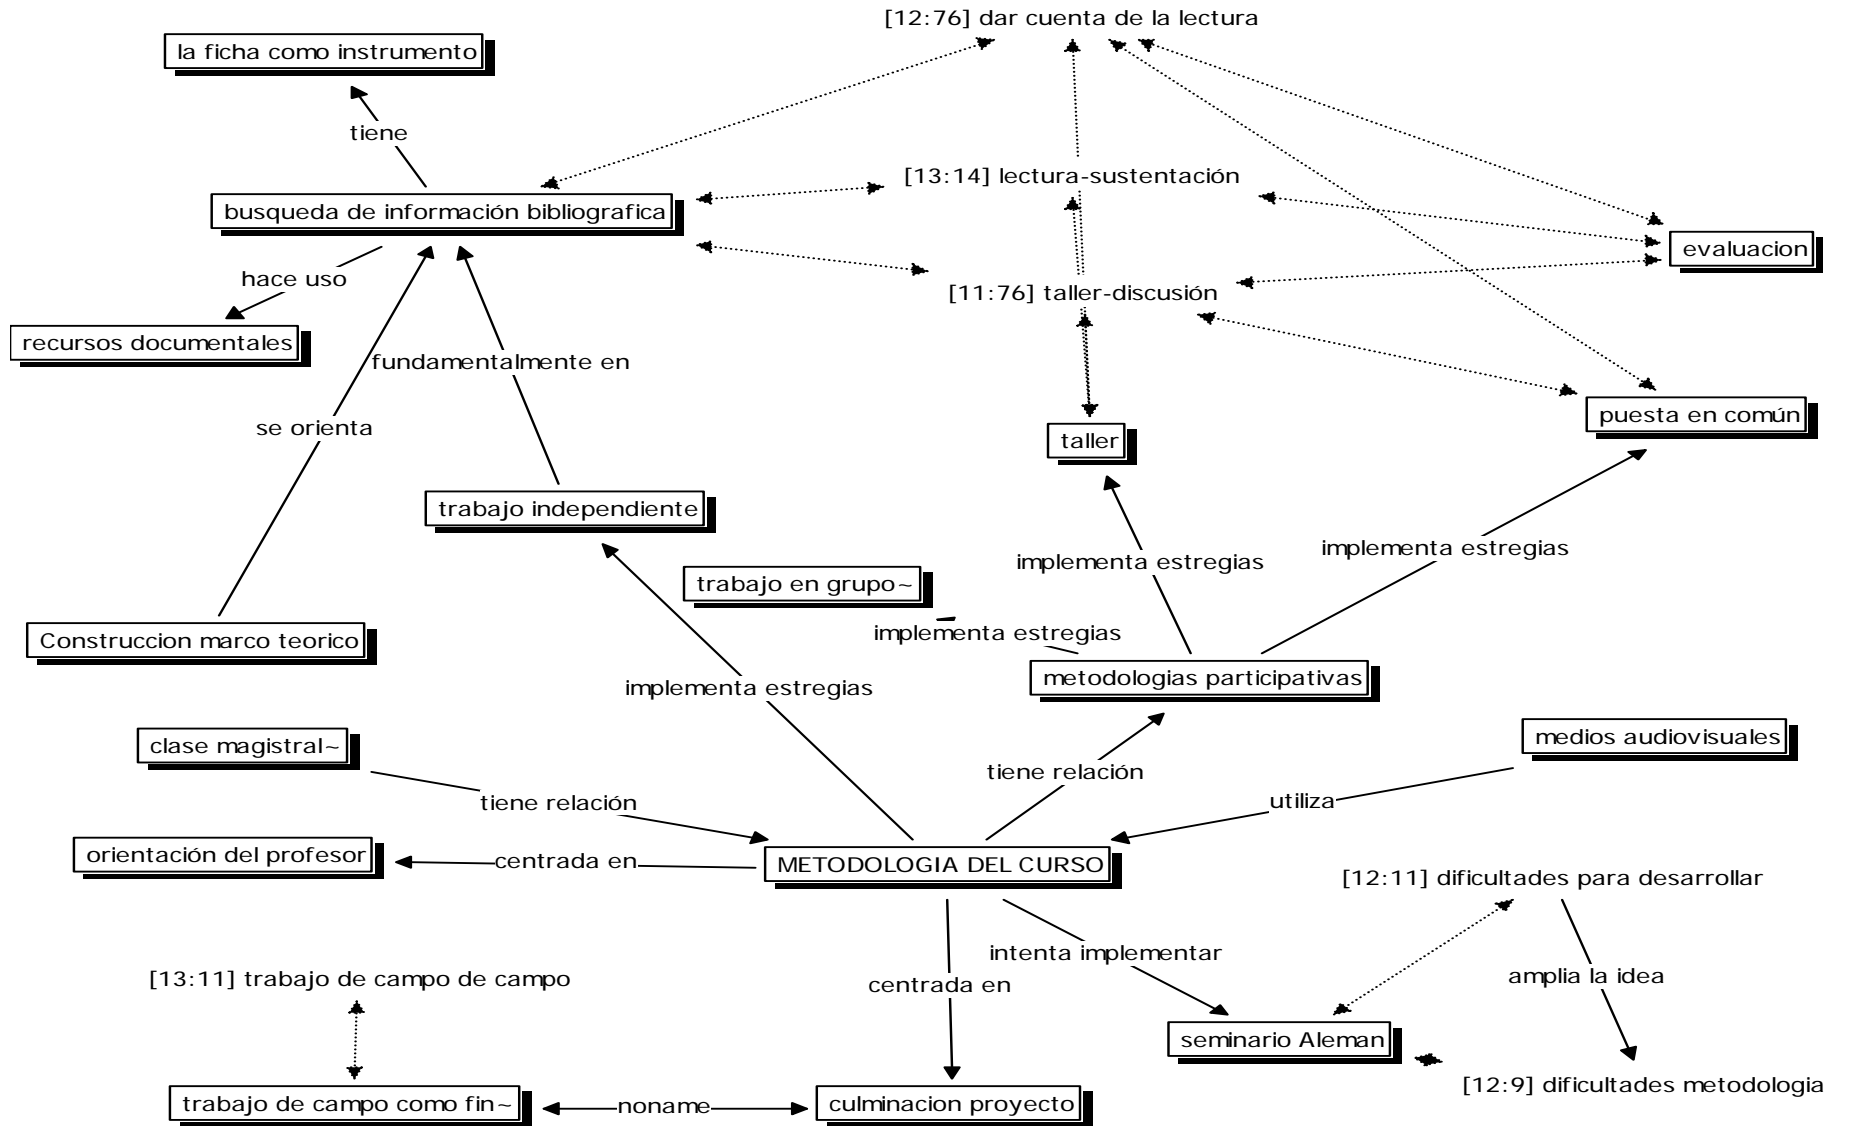 [12:76] dar cuenta de la lectura
la ficha como instrumento
tiene
[13:14] lectura-sustentación
busqueda de información bibliografica
evaluacion
hace uso
[11:76] taller-discusión
recursos documentales
fundamentalmente en
puesta en común
se orienta
taller
trabajo independiente
implementa estregias
implementa estregias
trabajo en grupo~
implementa estregias
Construccion marco teorico
metodologias participativas
implementa estregias
clase magistral~
medios audiovisuales
tiene relación
tiene relación
utiliza
orientación del profesor
centrada en
METODOLOGIA DEL CURSO
[12:11] dificultades para desarrollar
intenta implementar
[13:11] trabajo de campo de campo
centrada en
amplia la idea
seminario Aleman
[12:9] dificultades metodologia
trabajo de campo como fin~
noname
culminacion proyecto